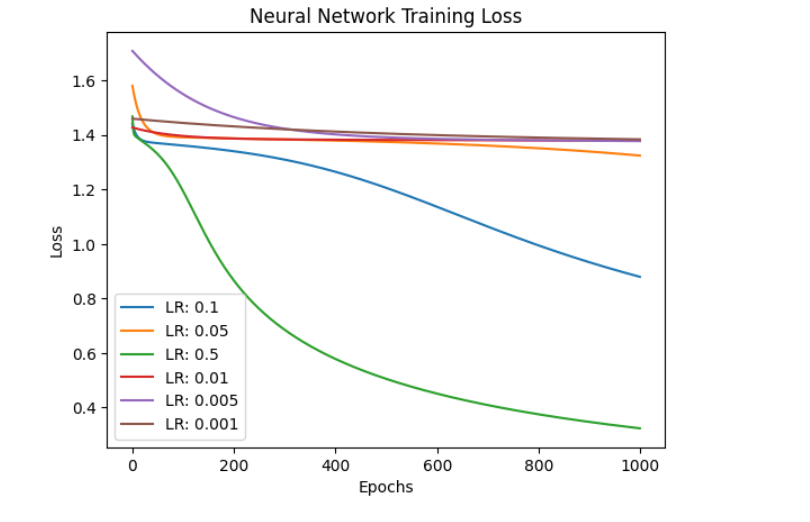 Neural Network Training Loss
1.6
1.4
1.2
1.0
0.8
0.6
0.4
Loss
LR: 0.1
LR: 0.05
LR: 0.5
LR: 0.01
LR: 0.005
LR: 0.001
0 200 400 600 800 1000
Epochs